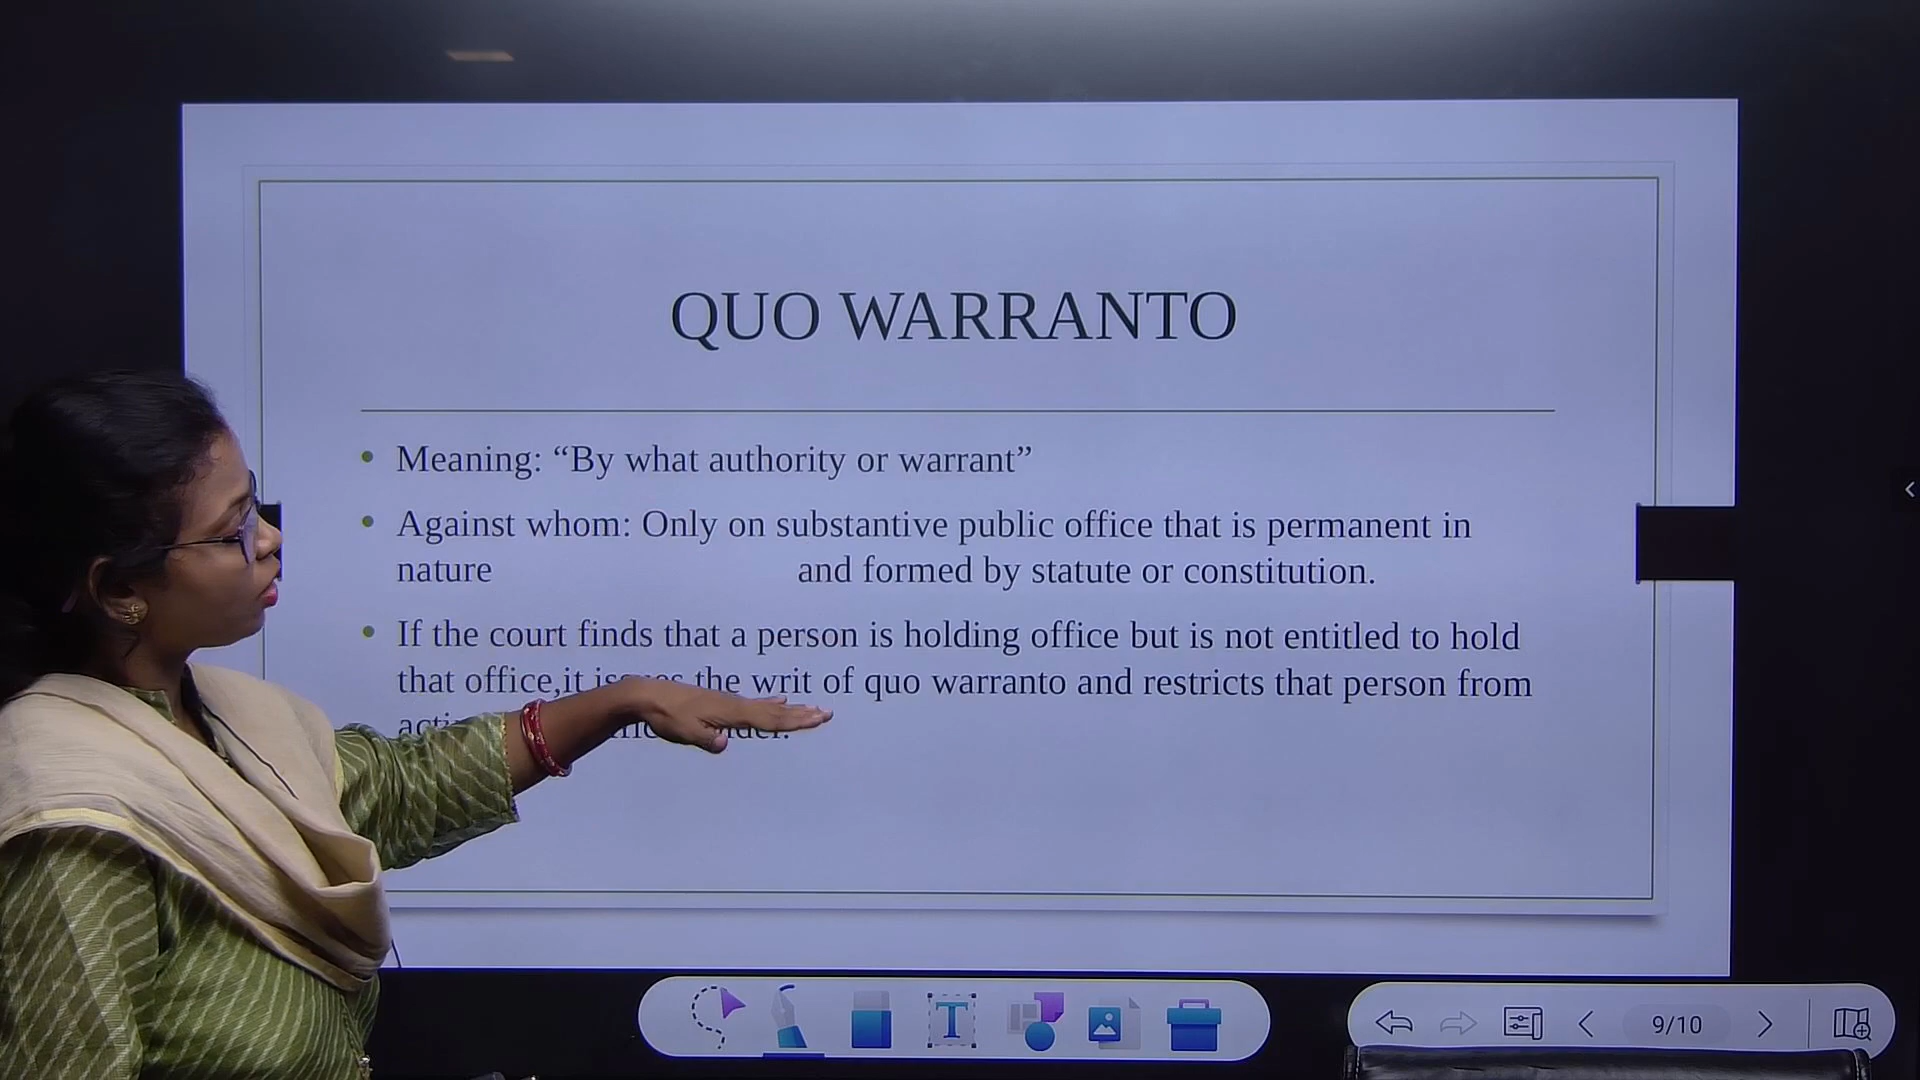 QUO WARRANTO
• Meaning: “By what authority or warrant”
• Against whom: Only on substantive public office that is permanent in
nature and formed by statute or constitution.
• If the court finds that a person is holding office but is not entitled to hold
that office,it issues the writ of quo warranto and restricts that person from
T
9/10